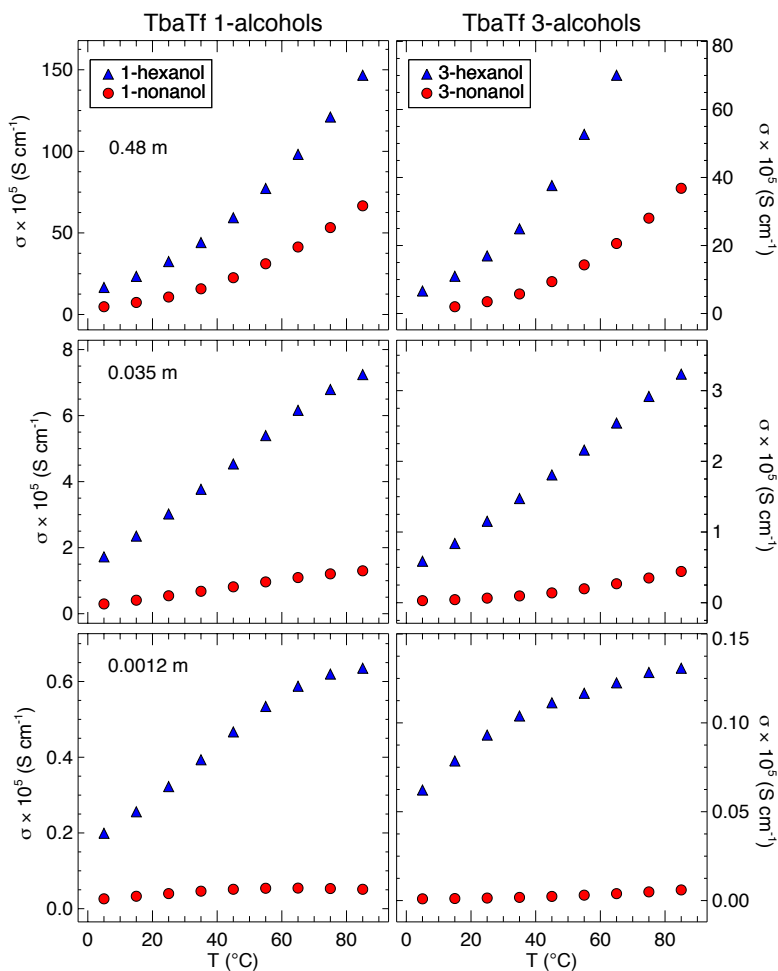 TbaTf 1-alcohols
TbaTf 3-alcohols
1-hexanol
1-nonanol
0.48 m
150
100
50
0
σ × 10⁵ (S cm⁻¹)
3-hexanol
3-nonanol
80
60
40
20
0
σ × 10⁵ (S cm⁻¹)
0.035 m
8
6
4
2
0
σ × 10⁵ (S cm⁻¹)
3
2
1
0
σ × 10⁵ (S cm⁻¹)
0.0012 m
0.6
0.4
0.2
0.0
σ × 10⁵ (S cm⁻¹)
0.15
0.10
0.05
0.00
σ × 10⁵ (S cm⁻¹)
0 20 40 60 80
T (°C)
0 20 40 60 80
T (°C)